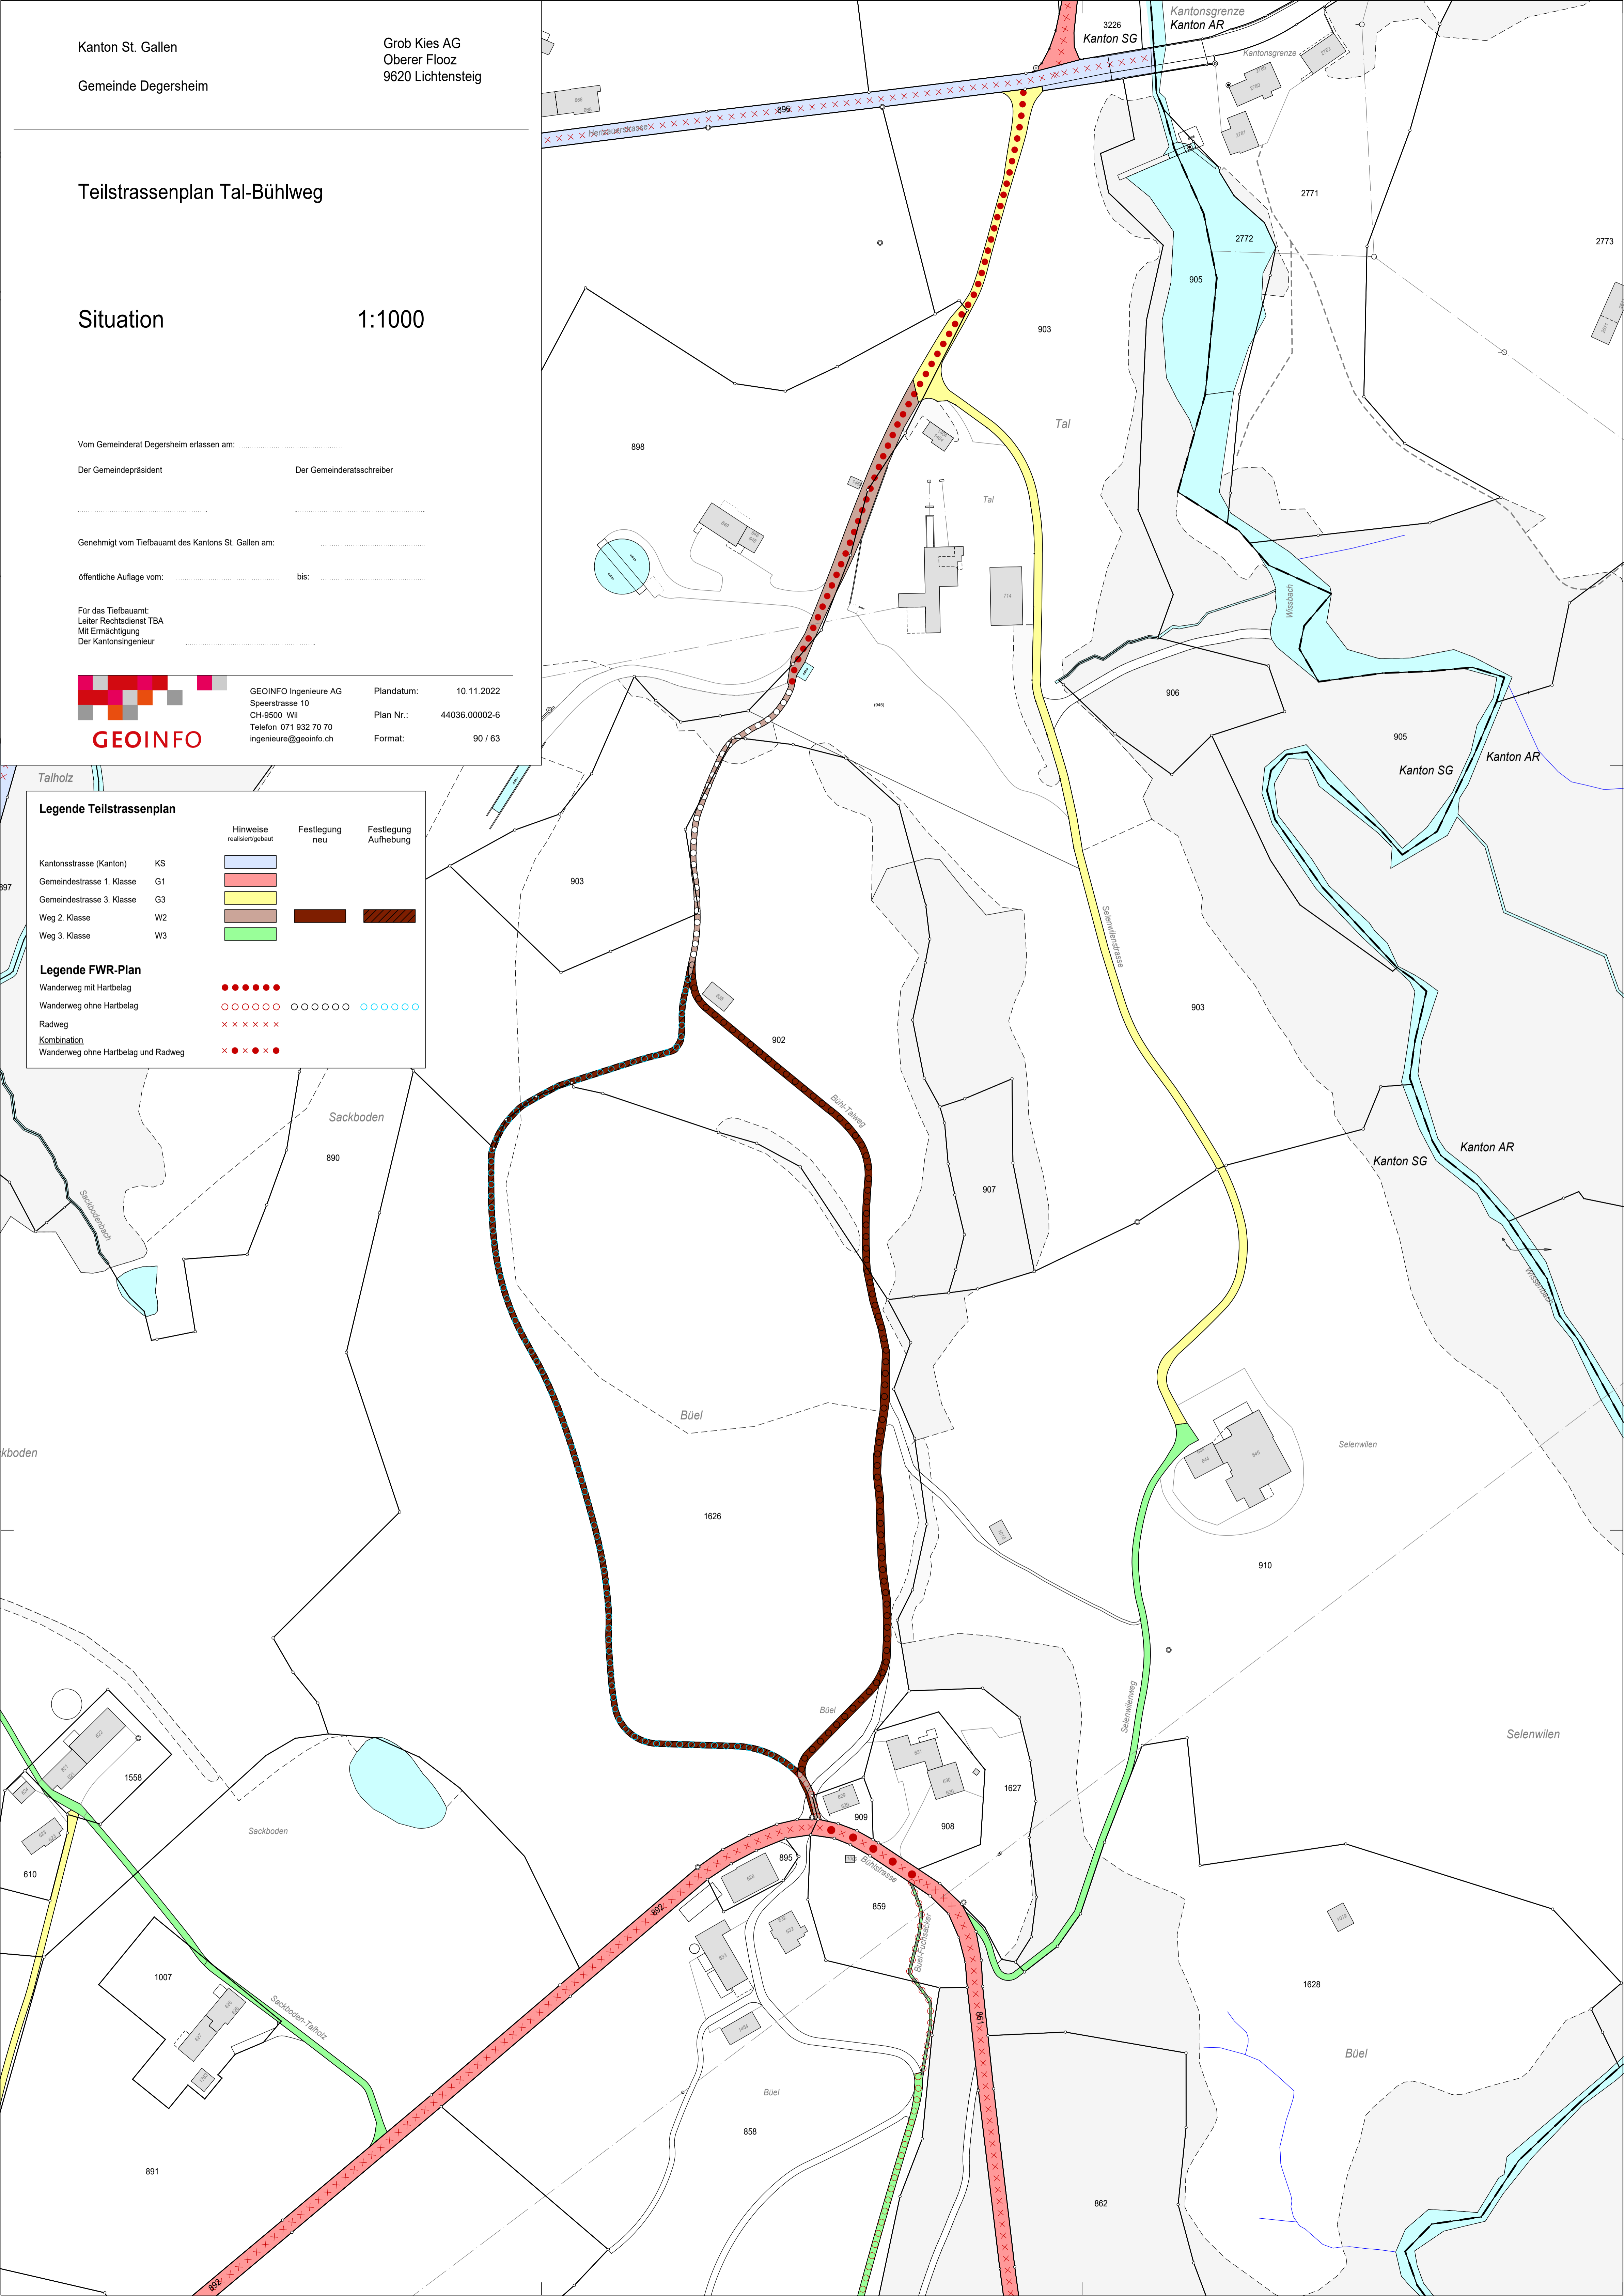 Kanton St. Gallen
Gemeinde Degersheim
Grob Kies AG
Oberer Flooz
9620 Lichtensteig
Teilstrassenplan Tal-Bühlweg
Situation 1:1000
Vom Gemeinderat Degersheim erlassen am:
Der Gemeindepräsident Der Gemeinderatsschreiber
Genehmigt vom Tiefbauamt des Kantons St. Gallen am:
öffentliche Auflage vom: bis:
Für das Tiefbauamt:
Leiter Rechtsdienst TBA
Mit Ermächtigung
Der Kantonsingenieur
GEOINFO
GEOINFO Ingenieure AG
Speerstrasse 10
CH-9500 Wil
Telefon 071 932 70 70
ingenieure@geoinfo.ch
Plandatum: 10.11.2022
Plan Nr.: 44036.00002-6
Format: 90 / 63
Legende Teilstrassenplan
Hinweise
realisiert/gebaut
Festlegung
neu
Festlegung
Aufhebung
Kantonsstrasse (Kanton) KS
Gemeindestrasse 1. Klasse G1
Gemeindestrasse 3. Klasse G3
Weg 2. Klasse W2
Weg 3. Klasse W3
Legende FWR-Plan
Wanderweg mit Hartbelag
Wanderweg ohne Hartbelag
Radweg
Kombination
Wanderweg ohne Hartbelag und Radweg
Kantonsgrenze
Kanton AR
3226
Kanton SG
Kantonsgrenze
896
2771
2772
2773
905
903
Tal
898
Tal
714
Wissbach
906
905
Kanton SG
Kanton AR
Talholz
897
903
Selenwilenstrasse
903
902
Bühl-Talweg
Sackboden
890
907
Kanton SG
Kanton AR
Sackbodenbach
Büel
Selenwilen
kboden
1626
910
Büel
Selenwilenweg
Selenwilen
1558
Sackboden
610
1627
909
908
895
Bühlstrasse
859
892
Büel-Fuchsacker
861
1007
Sackboden-Talholz
1628
Büel
Büel
858
891
862
892